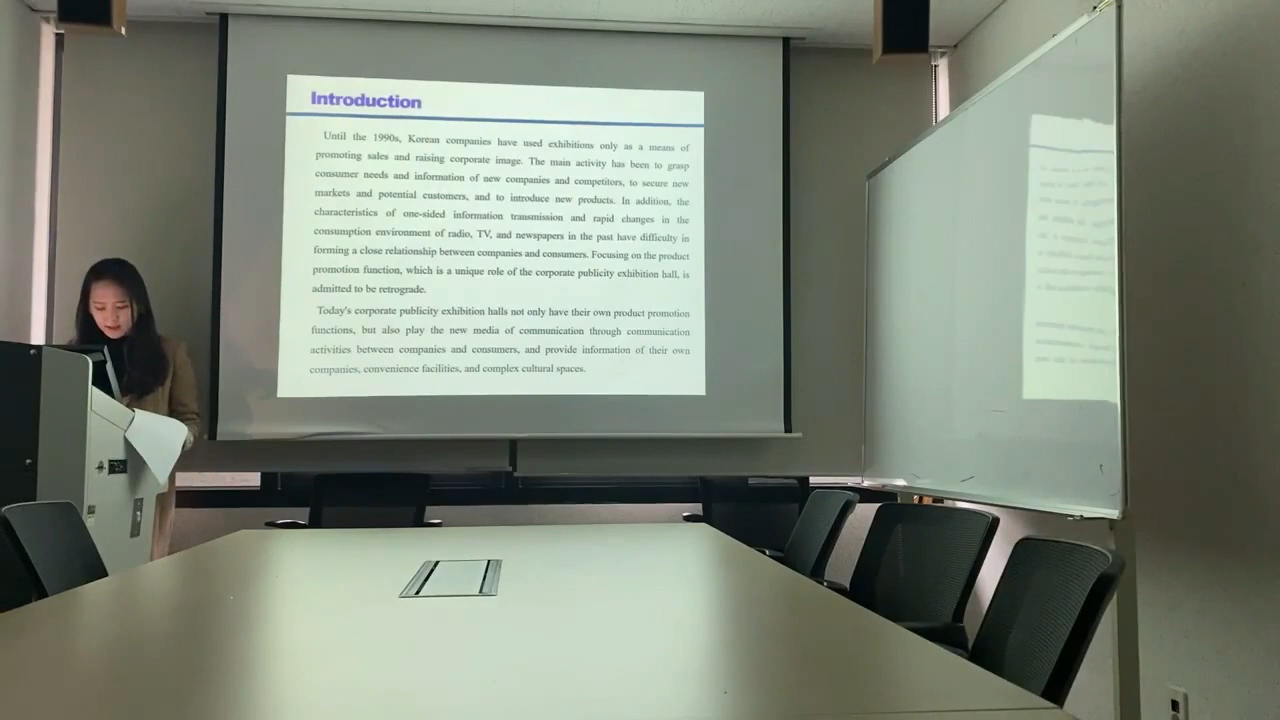 Introduction
Until the 1990s, Korean companies have used exhibitions only as a means of
promoting sales and raising corporate image. The main activity has been to grasp
consumer needs and information of new companies and competitors, to secure new
markets and potential customers, and to introduce new products. In addition, the
characteristics of one-sided information transmission and rapid changes in the
consumption environment of radio, TV, and newspapers in the past have difficulty in
forming a close relationship between companies and consumers. Focusing on the product
promotion function, which is a unique role of the corporate publicity exhibition hall, is
admitted to be retrograde.
Today's corporate publicity exhibition halls not only have their own product promotion
functions, but also play the new media of communication through communication
activities between companies and consumers, and provide information of their own
companies, convenience facilities, and complex cultural spaces.